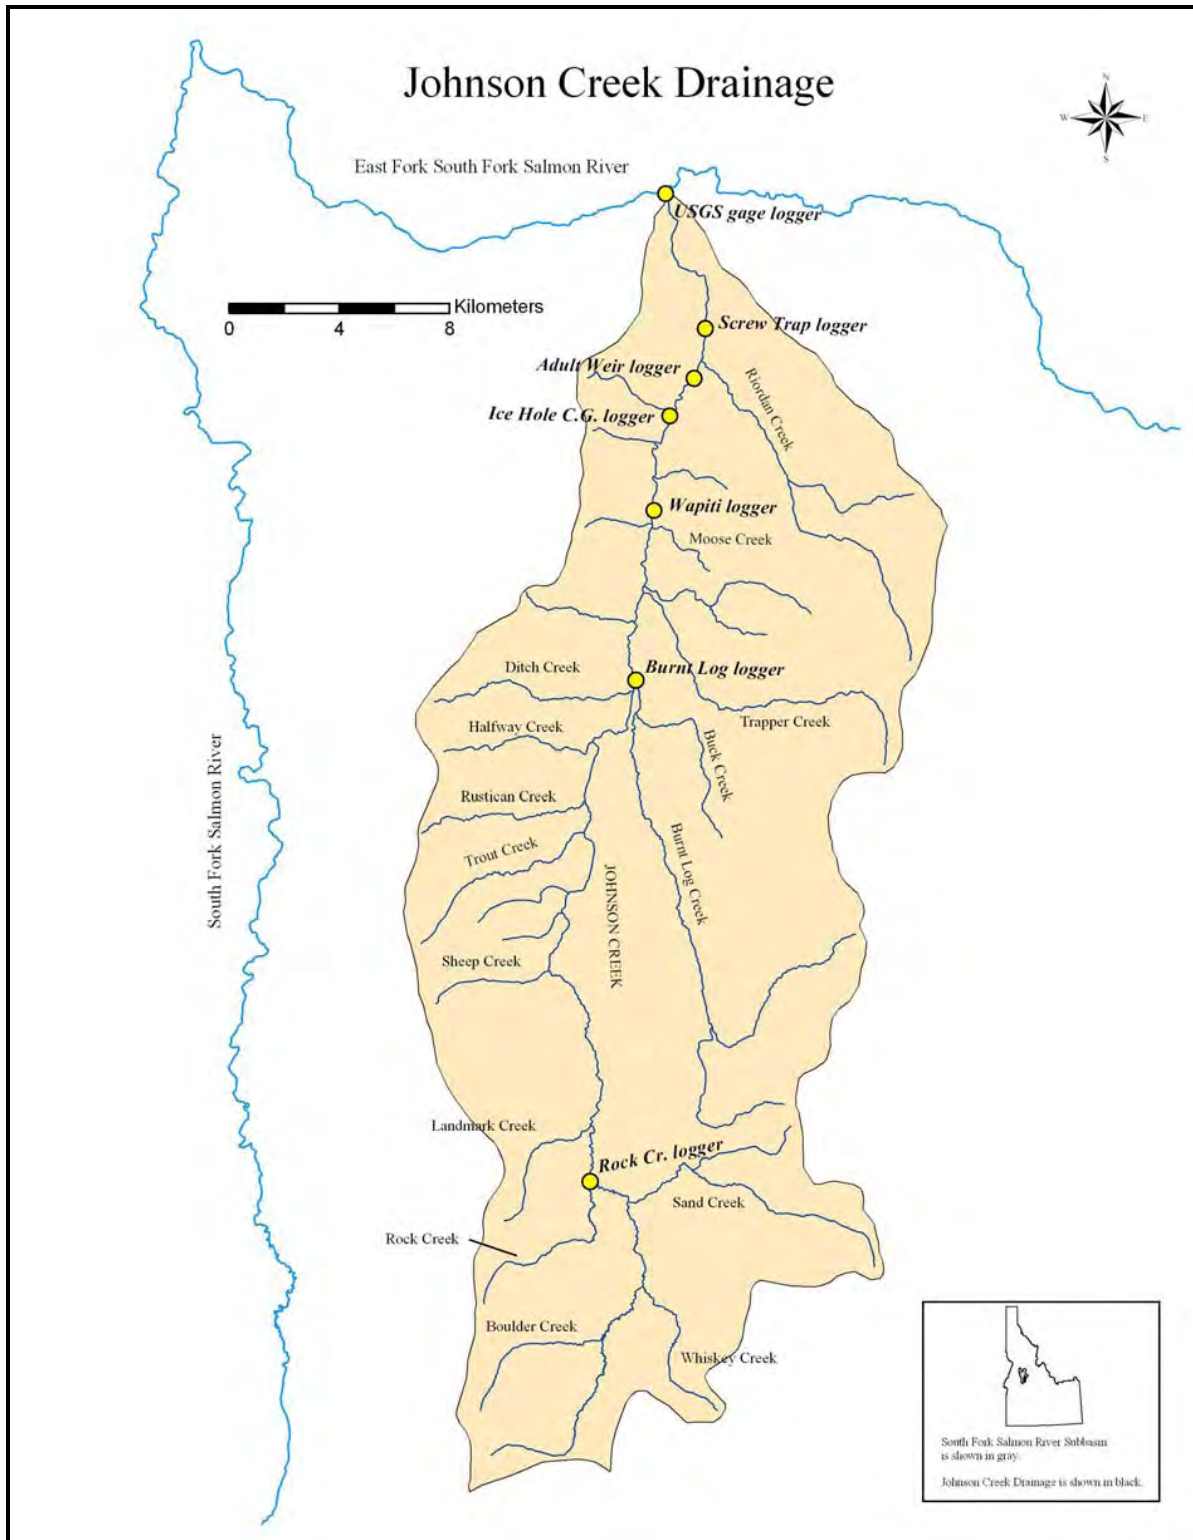 Johnson Creek Drainage
N
W
E
S
East Fork South Fork Salmon River
USGS gage logger
Kilometers
0 4 8
Screw Trap logger
Adult Weir logger
Riordan Creek
Ice Hole C.G. logger
Wapiti logger
Moose Creek
Ditch Creek
Burnt Log logger
Halfway Creek
Trapper Creek
Buck Creek
Rustican Creek
Trout Creek
Burnt Log Creek
JOHNSON CREEK
South Fork Salmon River
Sheep Creek
Landmark Creek
Rock Cr. logger
Sand Creek
Rock Creek
Boulder Creek
Whiskey Creek
South Fork Salmon River Subbasin
is shown in gray.
Johnson Creek Drainage is shown in black.